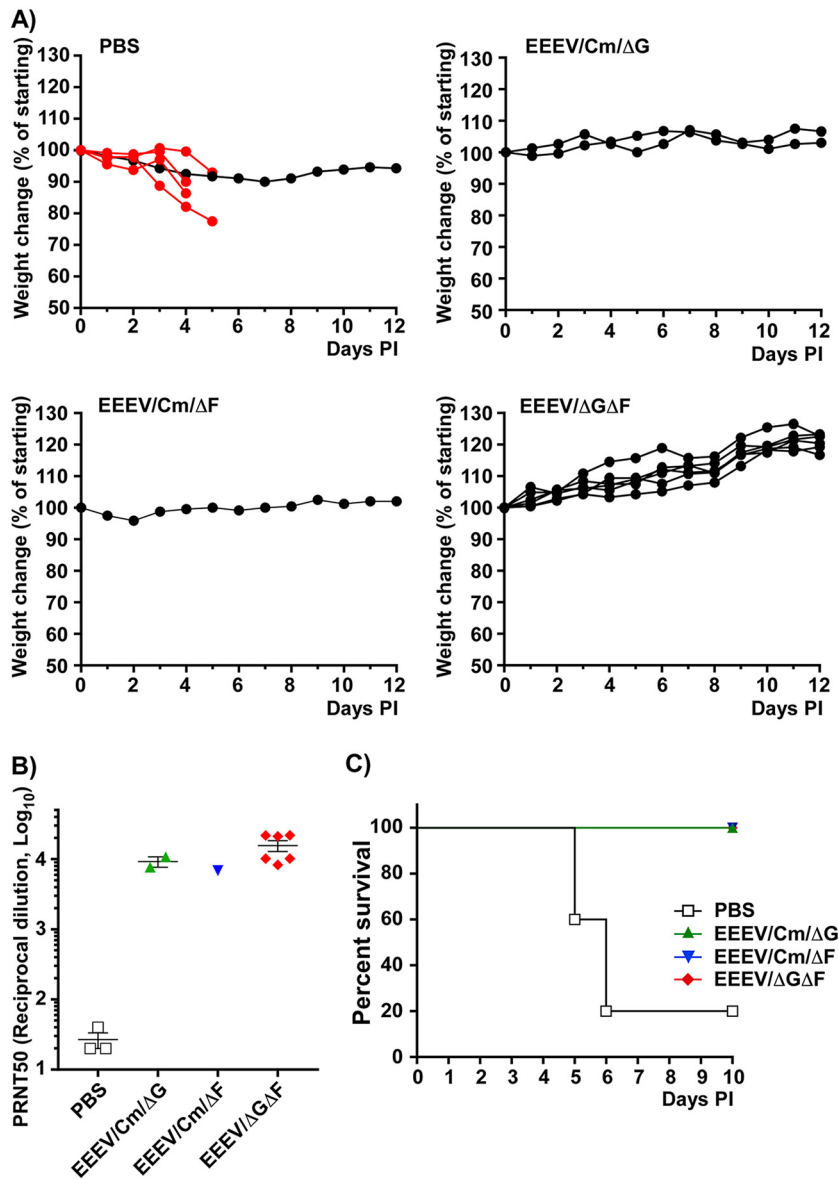 A)
PBS
Weight change (% of starting)
130
120
110
100
90
80
70
60
50
0 2 4 6 8 10 12
Days PI
EEEV/Cm/ΔG
Weight change (% of starting)
130
120
110
100
90
80
70
60
50
0 2 4 6 8 10 12
Days PI
EEEV/Cm/ΔF
Weight change (% of starting)
130
120
110
100
90
80
70
60
50
0 2 4 6 8 10 12
Days PI
EEEV/ΔGΔF
Weight change (% of starting)
130
120
110
100
90
80
70
60
50
0 2 4 6 8 10 12
Days PI
B)
PRNT50 (Reciprocal dilution, Log10)
4
3
2
1
PBS
EEEV/Cm/ΔG
EEEV/Cm/ΔF
EEEV/ΔGΔF
C)
Percent survival
100
80
60
40
20
0
0 1 2 3 4 5 6 7 8 9 10
Days PI
PBS
EEEV/Cm/ΔG
EEEV/Cm/ΔF
EEEV/ΔGΔF